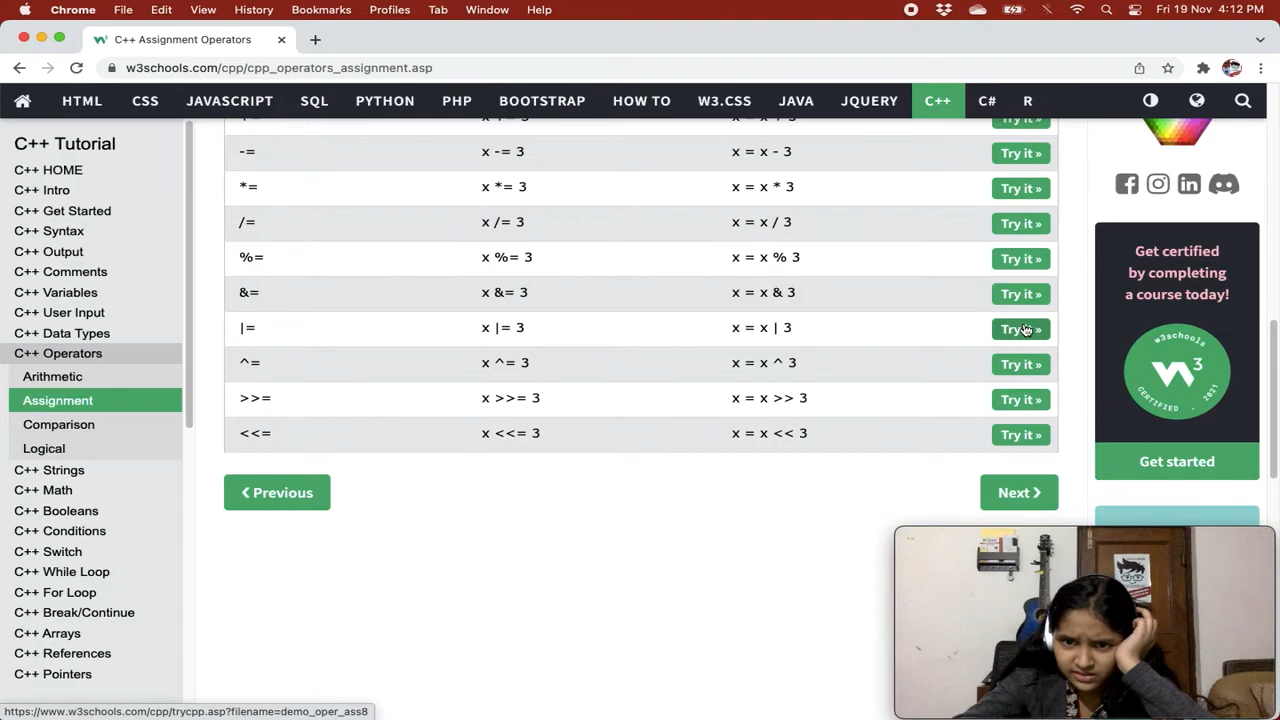 Chrome File Edit View History Bookmarks Profiles Tab Window Help Fri 19 Nov 4:12 PM
C++ Assignment Operators
w3schools.com/cpp/cpp_operators_assignment.asp
HTML CSS JAVASCRIPT SQL PYTHON PHP BOOTSTRAP HOW TO W3.CSS JAVA JQUERY C++ C# R
C++ Tutorial
C++ HOME
C++ Intro
C++ Get Started
C++ Syntax
C++ Output
C++ Comments
C++ Variables
C++ User Input
C++ Data Types
C++ Operators
Arithmetic
Assignment
Comparison
Logical
C++ Strings
C++ Math
C++ Booleans
C++ Conditions
C++ Switch
C++ While Loop
C++ For Loop
C++ Break/Continue
C++ Arrays
C++ References
C++ Pointers
Try it »
-= x -= 3 x = x - 3 Try it »
*= x *= 3 x = x * 3 Try it »
/= x /= 3 x = x / 3 Try it »
%= x %= 3 x = x % 3 Try it »
&= x &= 3 x = x & 3 Try it »
|= x |= 3 x = x | 3 Try it »
^= x ^= 3 x = x ^ 3 Try it »
>>= x >>= 3 x = x >> 3 Try it »
<<= x <<= 3 x = x << 3 Try it »
❮ Previous Next ❯
Get certified
by completing
a course today!
w3schools
W3
CERTIFIED . 2021
Get started
https://www.w3schools.com/cpp/trycpp.asp?filename=demo_oper_ass8